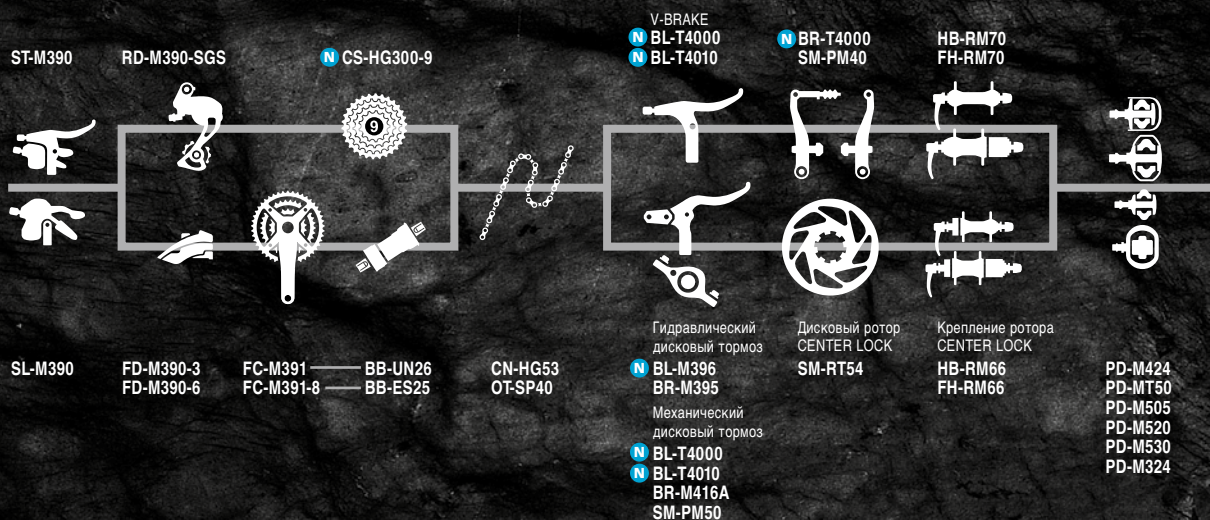 ST-M390
RD-M390-SGS
N CS-HG300-9
9
V-BRAKE
N BL-T4000
N BL-T4010
N BR-T4000
SM-PM40
HB-RM70
FH-RM70
SL-M390
FD-M390-3
FD-M390-6
FC-M391 BB-UN26
FC-M391-8 BB-ES25
CN-HG53
OT-SP40
Гидравлический
дисковый тормоз
N BL-M396
BR-M395
Механический
дисковый тормоз
N BL-T4000
N BL-T4010
BR-M416A
SM-PM50
Дисковый ротор
CENTER LOCK
SM-RT54
Крепление ротора
CENTER LOCK
HB-RM66
FH-RM66
PD-M424
PD-MT50
PD-M505
PD-M520
PD-M530
PD-M324